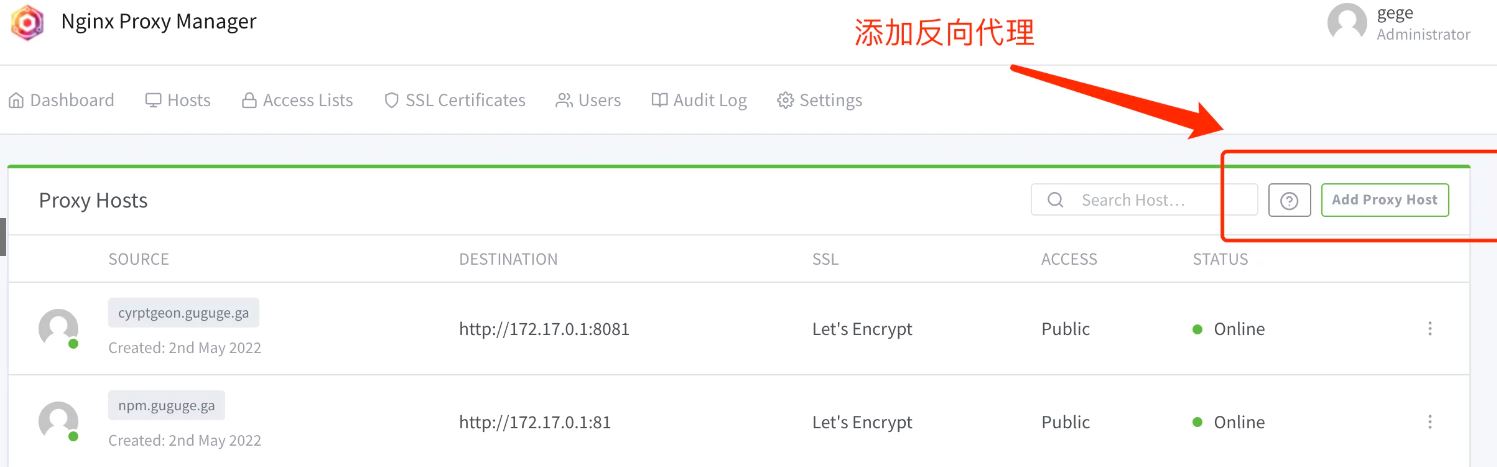 Nginx Proxy Manager
添加反向代理
gege
Administrator
Dashboard Hosts Access Lists SSL Certificates Users Audit Log Settings
Proxy Hosts
Search Host…
Add Proxy Host
SOURCE DESTINATION SSL ACCESS STATUS
cyrptgeon.guguge.ga
http://172.17.0.1:8081 Let's Encrypt Public Online
Created: 2nd May 2022
npm.guguge.ga
http://172.17.0.1:81 Let's Encrypt Public Online
Created: 2nd May 2022